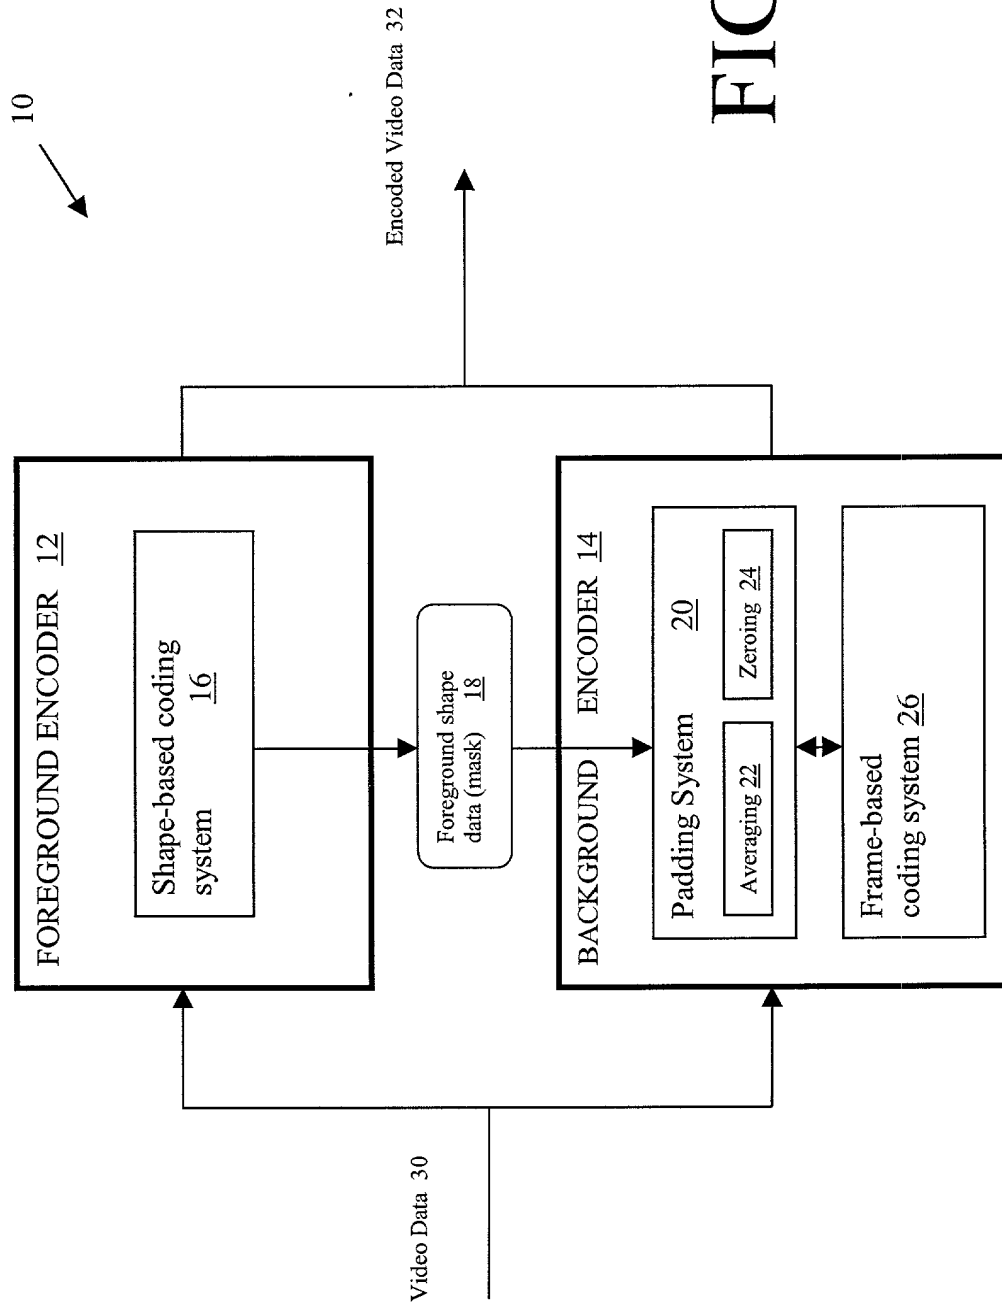 10
FOREGROUND ENCODER 12
Shape-based coding
system 16
Foreground shape
data (mask) 18
Video Data 30
Encoded Video Data 32
BACKGROUND ENCODER 14
Padding System 20
Averaging 22
Zeroing 24
Frame-based
coding system 26
FIG